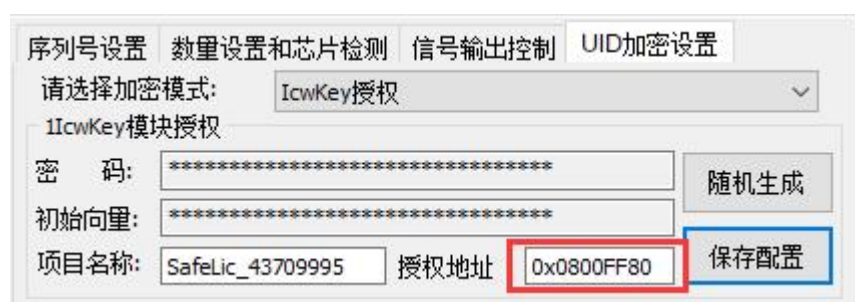 序列号设置 数量设置和芯片检测 信号输出控制 UID加密设置
请选择加密模式: IcwKey授权
1IcwKey模块授权
密 码: ********************************
随机生成
初始向量: ********************************
项目名称: SafeLic_43709995 授权地址 0x0800FF80 保存配置